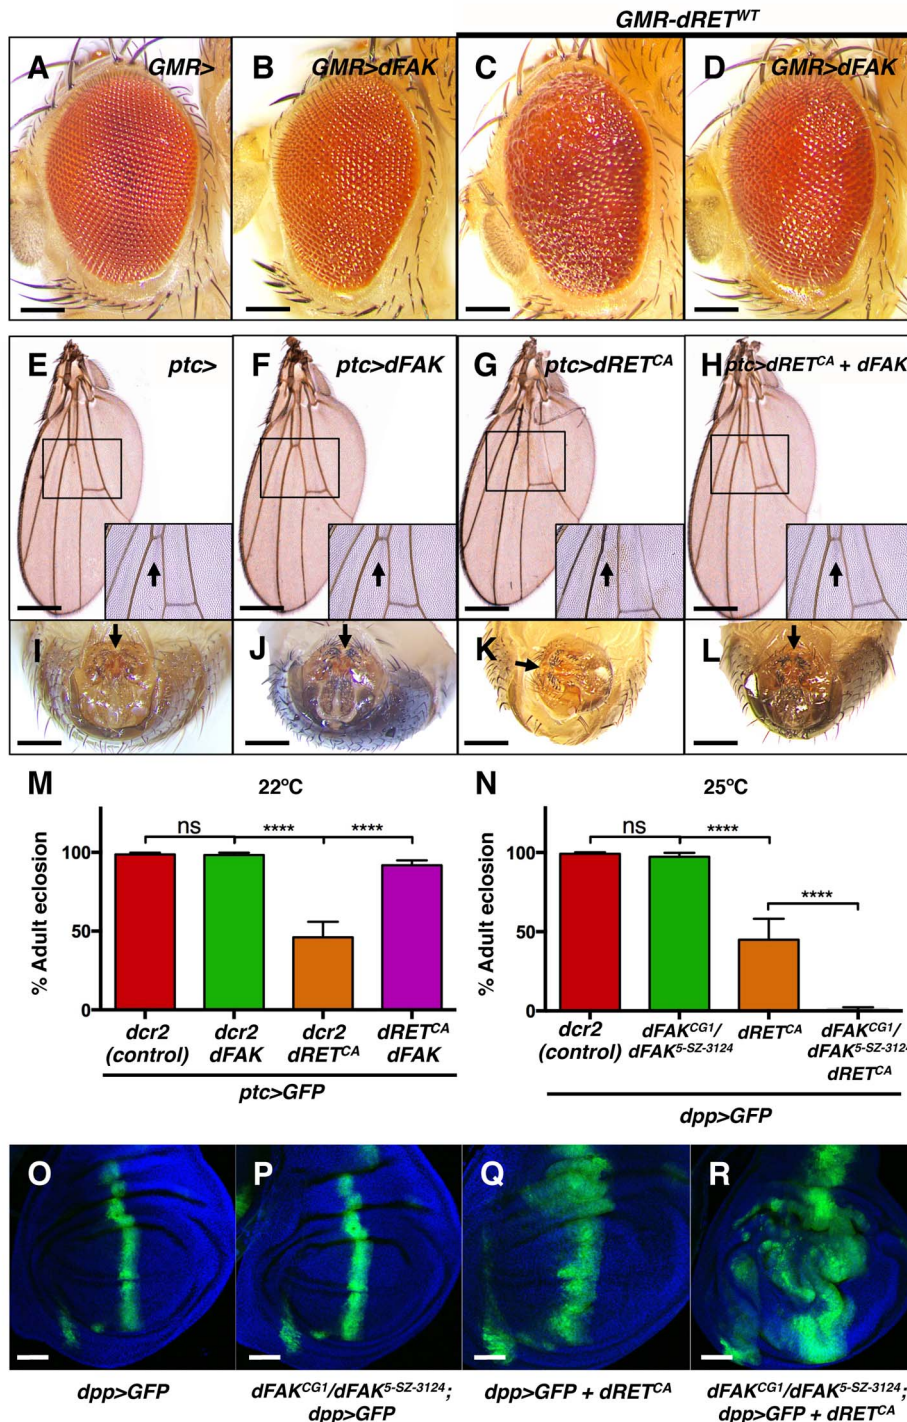 GMR-dRET^WT
A GMR>
B GMR>dFAK
C
D GMR>dFAK
E ptc>
F ptc>dFAK
G ptc>dRET^CA
H ptc>dRET^CA + dFAK
I
J
K
L
M
22°C
ns
****
****
% Adult eclosion
100
50
0
dcr2
(control)
dcr2
dFAK
dcr2
dRET^CA
dRET^CA
dFAK
ptc>GFP
N
25°C
ns
****
****
% Adult eclosion
100
50
0
dcr2
(control)
dFAK^CG1/
dFAK^5-SZ-3124
dRET^CA
dFAK^CG1/
dFAK^5-SZ-3124
dRET^CA
dpp>GFP
O
P
Q
R
dpp>GFP
dFAK^CG1/dFAK^5-SZ-3124;
dpp>GFP
dpp>GFP + dRET^CA
dFAK^CG1/dFAK^5-SZ-3124;
dpp>GFP + dRET^CA